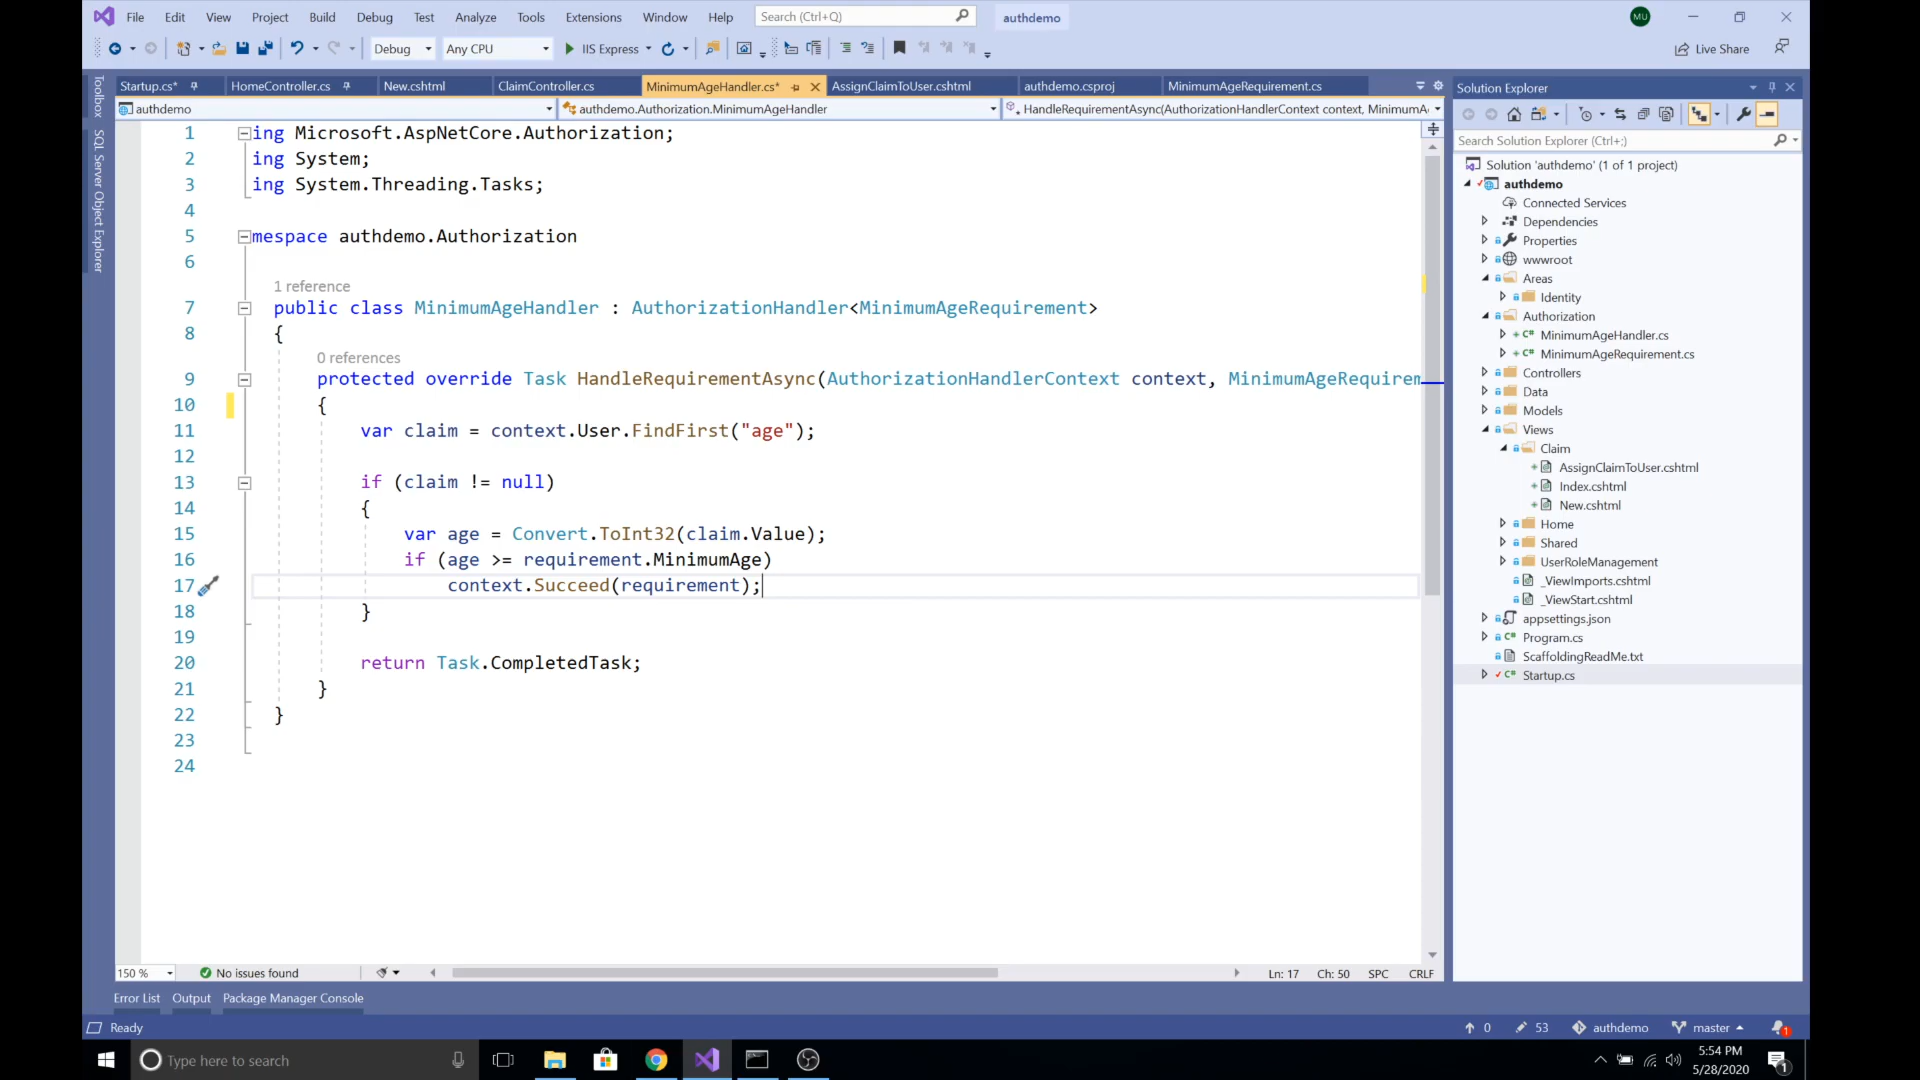 File Edit View Project Build Debug Test Analyze Tools Extensions Window Help Search (Ctrl+Q) authdemo MU
Debug Any CPU IIS Express Live Share
Startup.cs* HomeController.cs New.cshtml ClaimController.cs MinimumAgeHandler.cs* AssignClaimToUser.cshtml authdemo.csproj MinimumAgeRequirement.cs
authdemo authdemo.Authorization.MinimumAgeHandler HandleRequirementAsync(AuthorizationHandlerContext context, MinimumA
Toolbox
SQL Server Object Explorer
1 ing Microsoft.AspNetCore.Authorization;
2 ing System;
3 ing System.Threading.Tasks;
4
5 mespace authdemo.Authorization
6
1 reference
7 public class MinimumAgeHandler : AuthorizationHandler<MinimumAgeRequirement>
8 {
0 references
9 protected override Task HandleRequirementAsync(AuthorizationHandlerContext context, MinimumAgeRequirem
10 {
11 var claim = context.User.FindFirst("age");
12
13 if (claim != null)
14 {
15 var age = Convert.ToInt32(claim.Value);
16 if (age >= requirement.MinimumAge)
17 context.Succeed(requirement);
18 }
19
20 return Task.CompletedTask;
21 }
22 }
23
24
150 % No issues found Ln: 17 Ch: 50 SPC CRLF
Solution Explorer
Search Solution Explorer (Ctrl+;)
Solution 'authdemo' (1 of 1 project)
authdemo
Connected Services
Dependencies
Properties
wwwroot
Areas
Identity
Authorization
C# MinimumAgeHandler.cs
C# MinimumAgeRequirement.cs
Controllers
Data
Models
Views
Claim
AssignClaimToUser.cshtml
Index.cshtml
New.cshtml
Home
Shared
UserRoleManagement
_ViewImports.cshtml
_ViewStart.cshtml
appsettings.json
C# Program.cs
ScaffoldingReadMe.txt
C# Startup.cs
Error List Output Package Manager Console
Ready 0 53 authdemo master 1
Type here to search
5:54 PM
5/28/2020
1